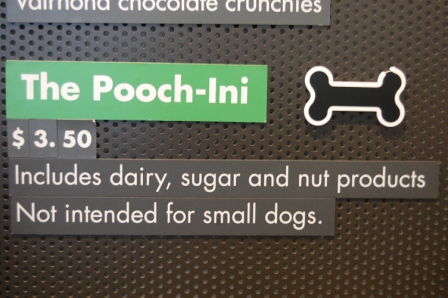 Valrhona chocolate crunchies
The Pooch-Ini
$ 3.50
Includes dairy, sugar and nut products
Not intended for small dogs.